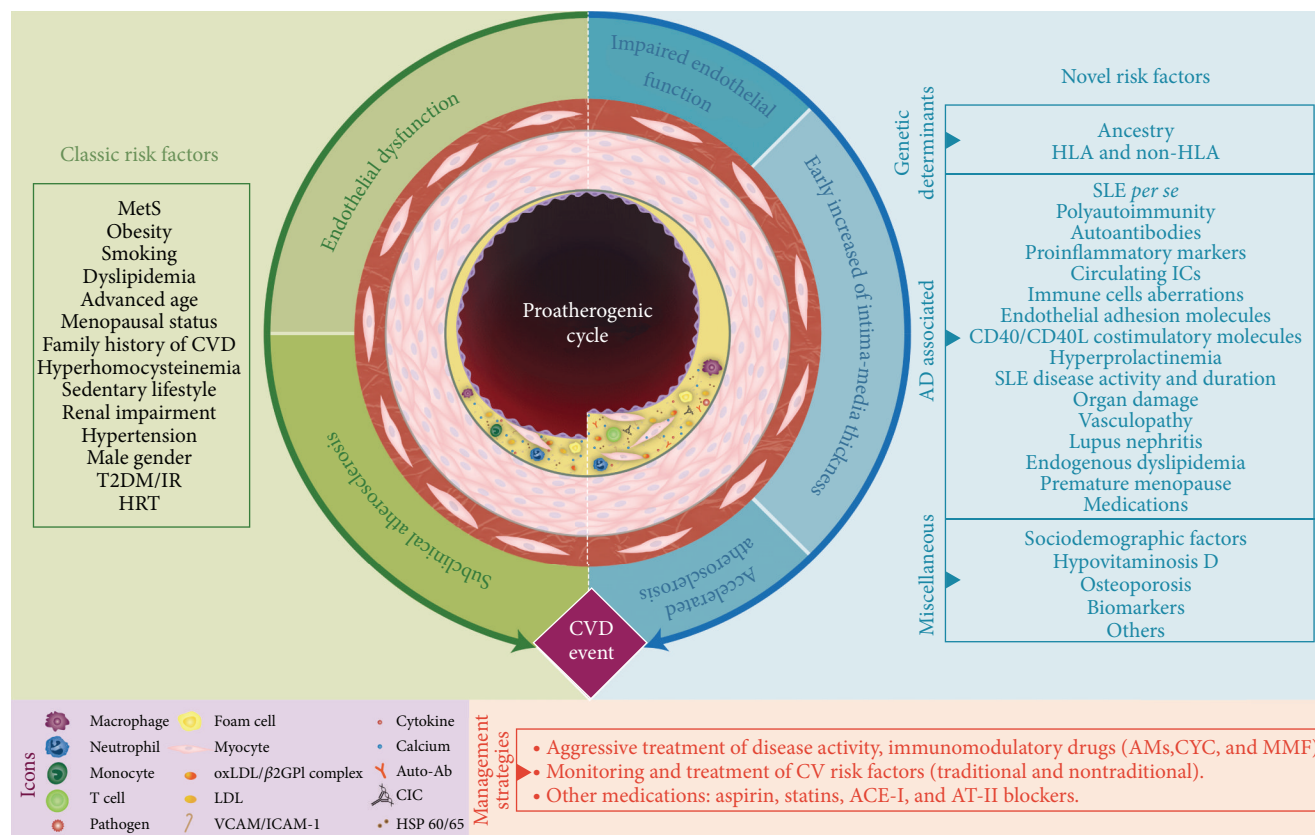 Classic risk factors
MetS
Obesity
Smoking
Dyslipidemia
Advanced age
Menopausal status
Family history of CVD
Hyperhomocysteinemia
Sedentary lifestyle
Renal impairment
Hypertension
Male gender
T2DM/IR
HRT
Endothelial dysfunction
Subclinical atherosclerosis
Impaired endothelial
function
Early increased of intima-media thickness
Accelerated
atherosclerosis
Proatherogenic
cycle
CVD
event
Novel risk factors
Genetic
determinants
Ancestry
HLA and non-HLA
AD associated
SLE per se
Polyautoimmunity
Autoantibodies
Proinflammatory markers
Circulating ICs
Immune cells aberrations
Endothelial adhesion molecules
CD40/CD40L costimulatory molecules
Hyperprolactinemia
SLE disease activity and duration
Organ damage
Vasculopathy
Lupus nephritis
Endogenous dyslipidemia
Premature menopause
Medications
Miscellaneous
Sociodemographic factors
Hypovitaminosis D
Osteoporosis
Biomarkers
Others
Icons
Macrophage
Neutrophil
Monocyte
T cell
Pathogen
Foam cell
Myocyte
oxLDL/β2GPl complex
LDL
VCAM/ICAM-1
Cytokine
Calcium
Auto-Ab
CIC
HSP 60/65
Management
strategies
• Aggressive treatment of disease activity, immunomodulatory drugs (AMs,CYC, and MMF).
• Monitoring and treatment of CV risk factors (traditional and nontraditional).
• Other medications: aspirin, statins, ACE-I, and AT-II blockers.